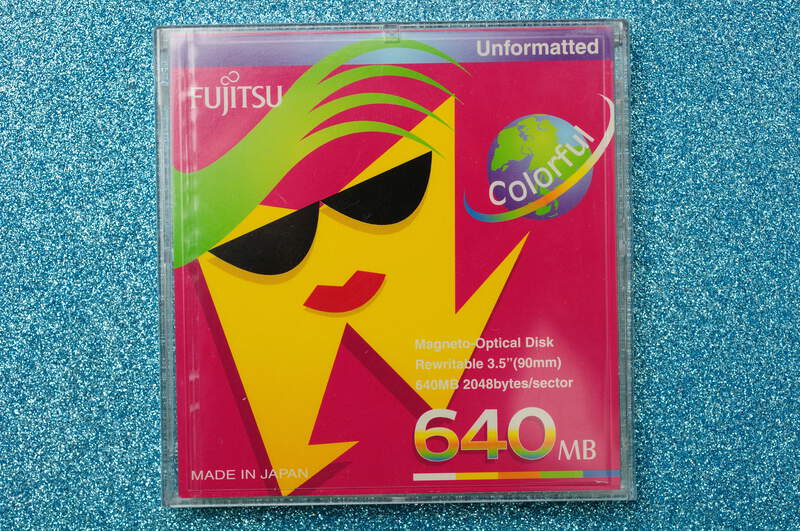 Unformatted
FUJITSU
Colorful
Magneto-Optical Disk
Rewritable 3.5"(90mm)
640MB 2048bytes/sector
640MB
MADE IN JAPAN